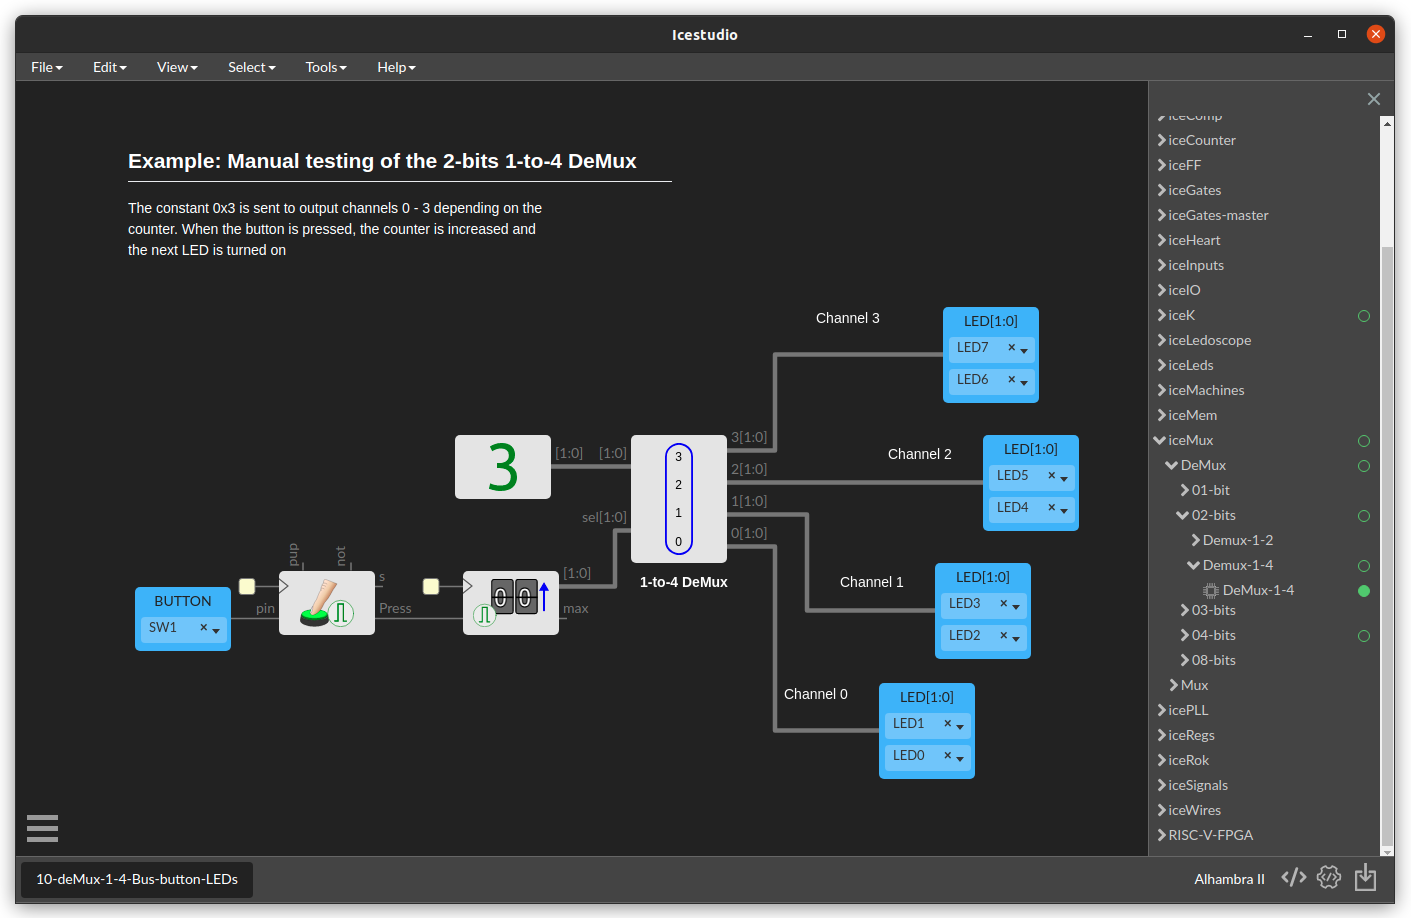 Icestudio
File Edit View Select Tools Help
Example: Manual testing of the 2-bits 1-to-4 DeMux
The constant 0x3 is sent to output channels 0 - 3 depending on the
counter. When the button is pressed, the counter is increased and
the next LED is turned on
Channel 3
LED[1:0]
LED7 ×
LED6 ×
3
[1:0] [1:0]
sel[1:0]
3
2
1
0
3[1:0]
2[1:0]
1[1:0]
0[1:0]
1-to-4 DeMux
Channel 2
LED[1:0]
LED5 ×
LED4 ×
Channel 1
LED[1:0]
LED3 ×
LED2 ×
Channel 0
LED[1:0]
LED1 ×
LED0 ×
BUTTON
SW1 ×
pin
pup
not
s
Press
00
[1:0]
max
iceComp
iceCounter
iceFF
iceGates
iceGates-master
iceHeart
iceInputs
iceIO
iceK
iceLedoscope
iceLeds
iceMachines
iceMem
iceMux
DeMux
01-bit
02-bits
Demux-1-2
Demux-1-4
DeMux-1-4
03-bits
04-bits
08-bits
Mux
icePLL
iceRegs
iceRok
iceSignals
iceWires
RISC-V-FPGA
10-deMux-1-4-Bus-button-LEDs
Alhambra II